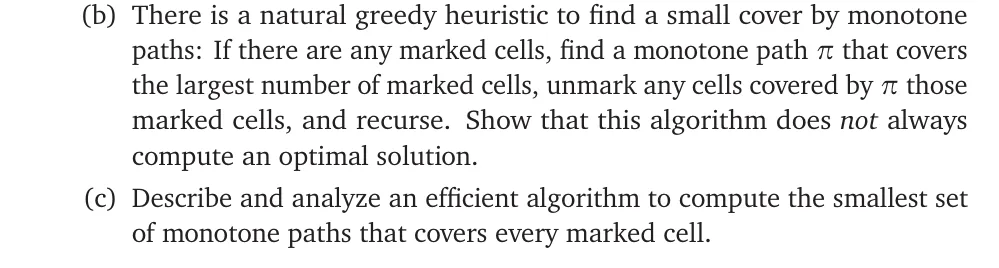 (b) There is a natural greedy heuristic to find a small cover by monotone
paths: If there are any marked cells, find a monotone path π that covers
the largest number of marked cells, unmark any cells covered by π those
marked cells, and recurse. Show that this algorithm does not always
compute an optimal solution.
(c) Describe and analyze an efficient algorithm to compute the smallest set
of monotone paths that covers every marked cell.